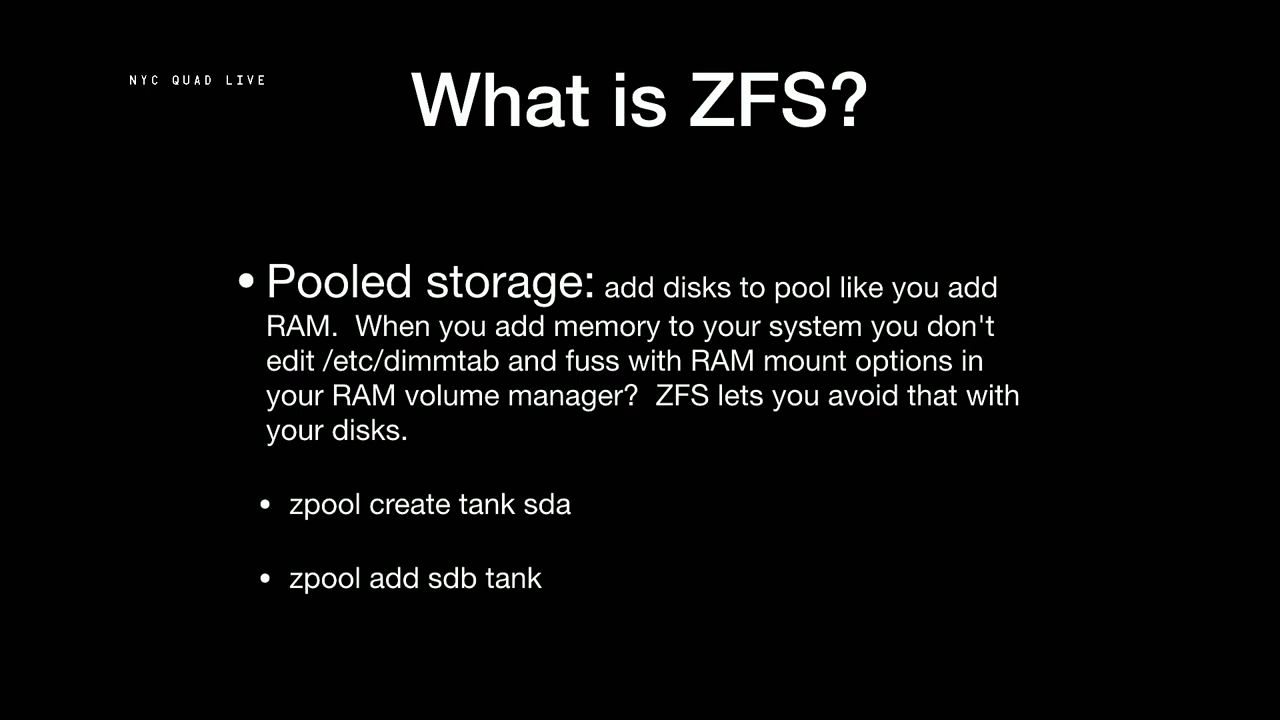 NYC QUAD LIVE
What is ZFS?
• Pooled storage: add disks to pool like you add
RAM.  When you add memory to your system you don't
edit /etc/dimmtab and fuss with RAM mount options in
your RAM volume manager?  ZFS lets you avoid that with
your disks.
• zpool create tank sda
• zpool add sdb tank